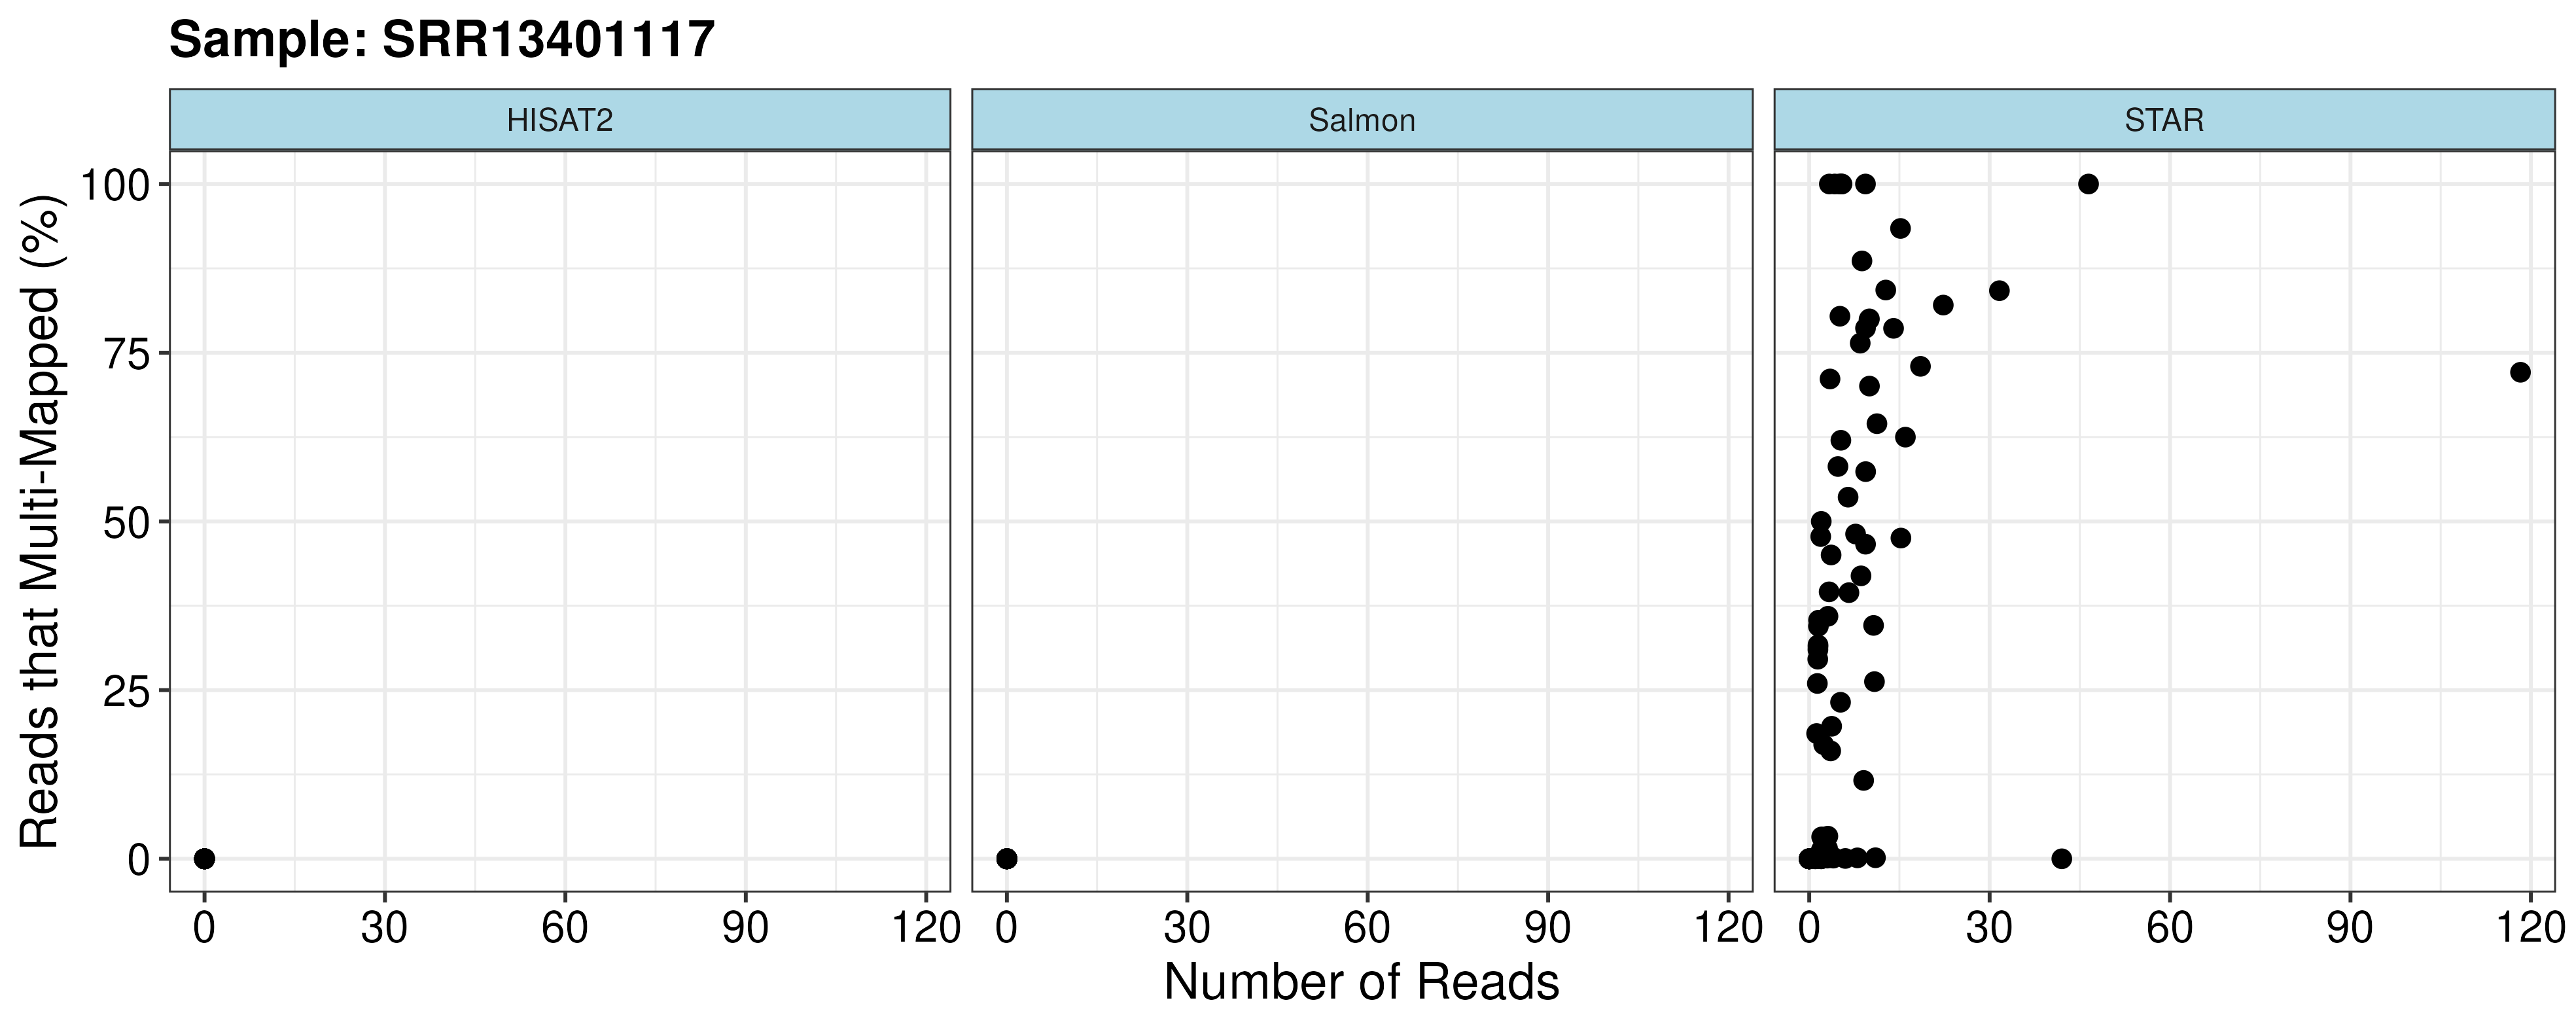 Sample: SRR13401117
HISAT2
Salmon
STAR
Reads that Multi-Mapped (%)
100
75
50
25
0
0 30 60 90 120
0 30 60 90 120
0 30 60 90 120
Number of Reads